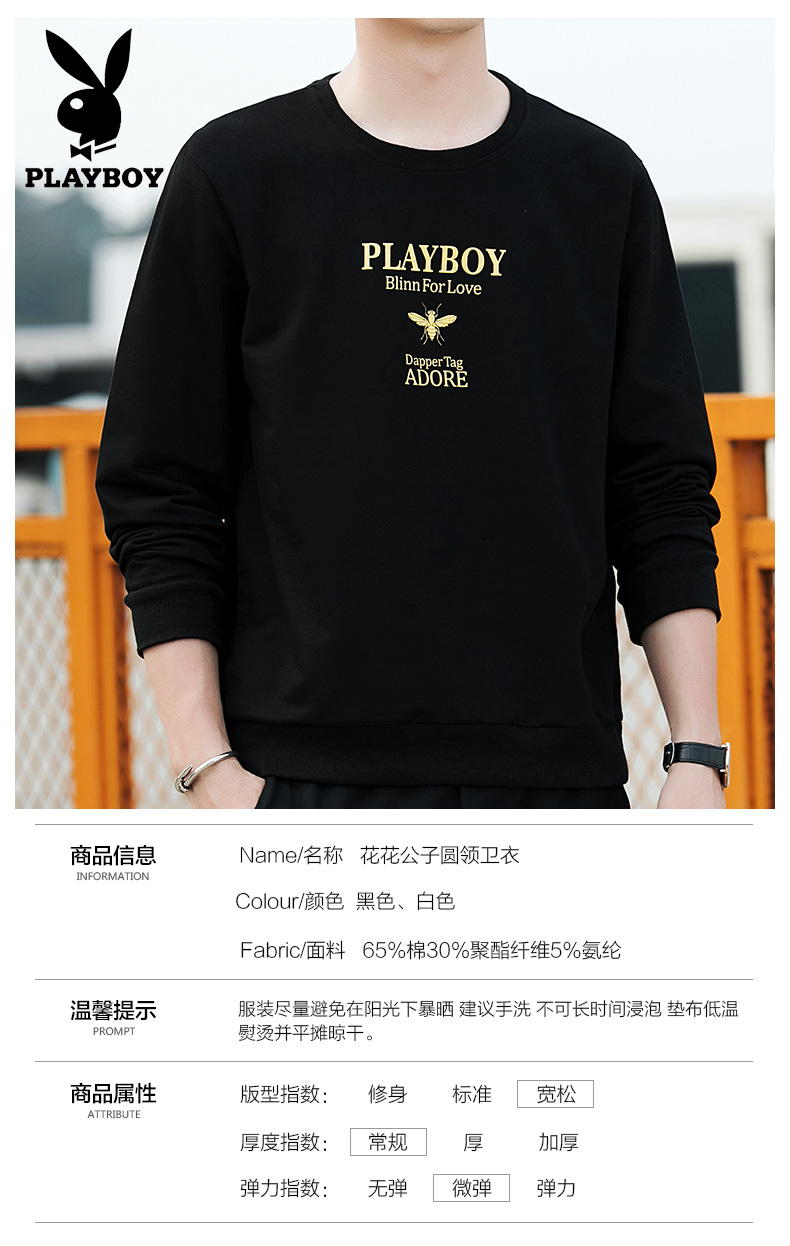 PLAYBOY
PLAYBOY
Blinn For Love
Dapper Tag
ADORE
商品信息
INFORMATION
Name/名称 花花公子圆领卫衣
Colour/颜色 黑色、白色
Fabric/面料 65%棉30%聚酯纤维5%氨纶
温馨提示
PROMPT
服装尽量避免在阳光下暴晒 建议手洗 不可长时间浸泡 垫布低温
熨烫并平摊晾干。
商品属性
ATTRIBUTE
版型指数: 修身 标准 宽松
厚度指数: 常规 厚 加厚
弹力指数: 无弹 微弹 弹力